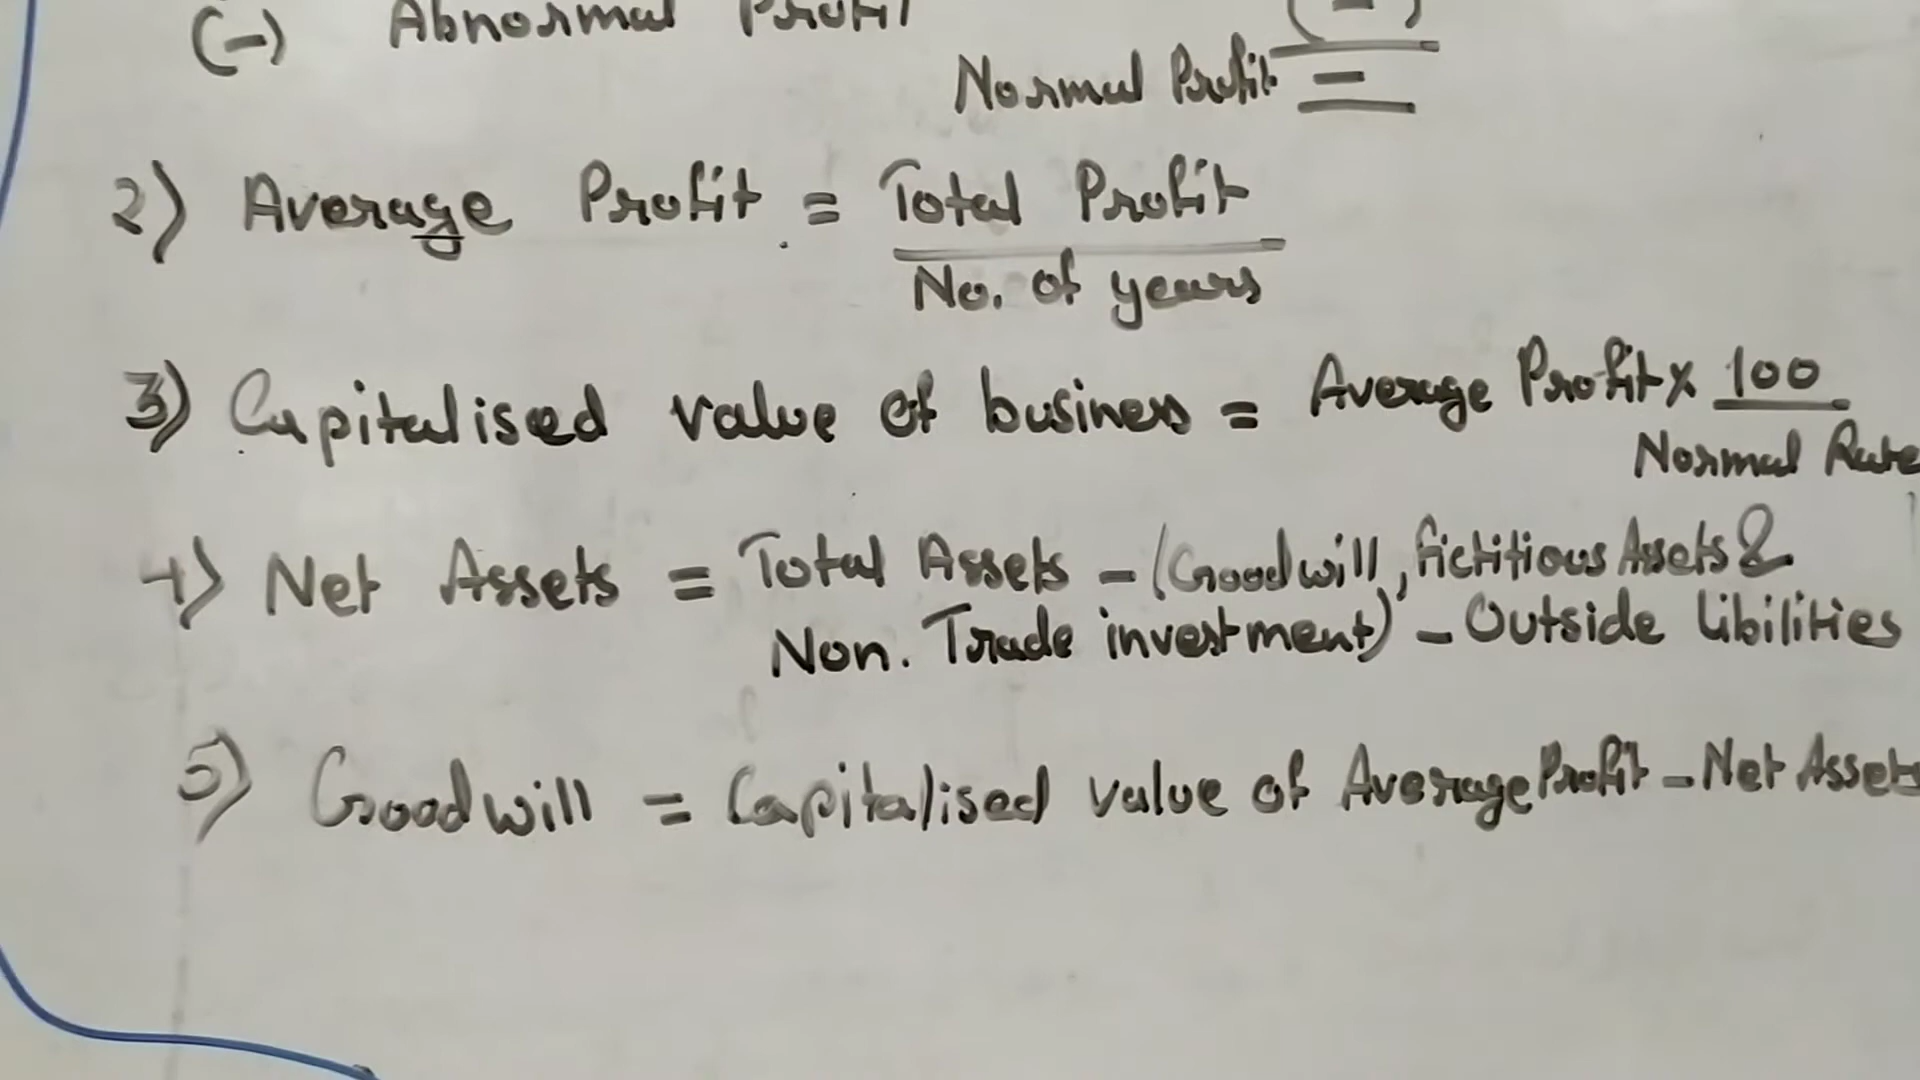 (-) Abnormal Profit (-)
Normal Profit =
2) Average Profit = Total Profit
No. of years
3) Capitalised value of business = Average Profit x 100
Normal Rate
4) Net Assets = Total Assets - (Goodwill, fictitious Assets &
Non. Trade investment) - Outside libilities
5) Goodwill = Capitalised value of Average Profit - Net Assets